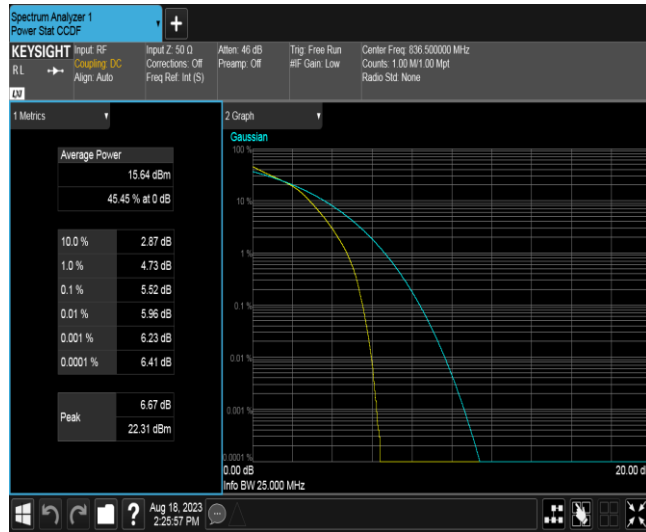 Spectrum Analyzer 1
Power Stat CCDF
KEYSIGHT
RL
LXI
Input: RF
Coupling: DC
Align: Auto
Input Z: 50 Ω
Corrections: Off
Freq Ref: Int (S)
Atten: 46 dB
Preamp: Off
Trig: Free Run
#IF Gain: Low
Center Freq: 836.500000 MHz
Counts: 1.00 M/1.00 Mpt
Radio Std: None
1 Metrics
Average Power
15.64 dBm
45.45 % at 0 dB
10.0 % 2.87 dB
1.0 % 4.73 dB
0.1 % 5.52 dB
0.01 % 5.96 dB
0.001 % 6.23 dB
0.0001 % 6.41 dB
Peak
6.67 dB
22.31 dBm
2 Graph
Gaussian
100 %
10 %
1 %
0.1 %
0.01 %
0.001 %
0.0001 %
0.00 dB
20.00 d
Info BW 25.000 MHz
?
Aug 18, 2023
2:25:57 PM